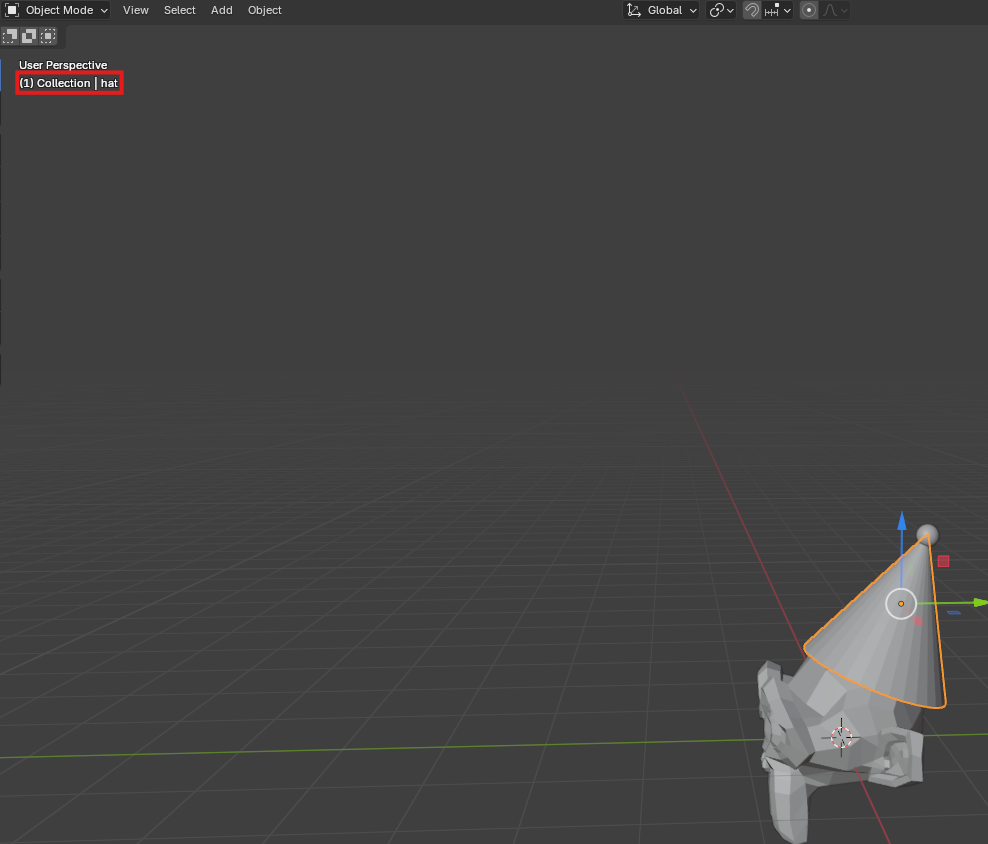 Object Mode View Select Add Object Global
User Perspective
(1) Collection | hat